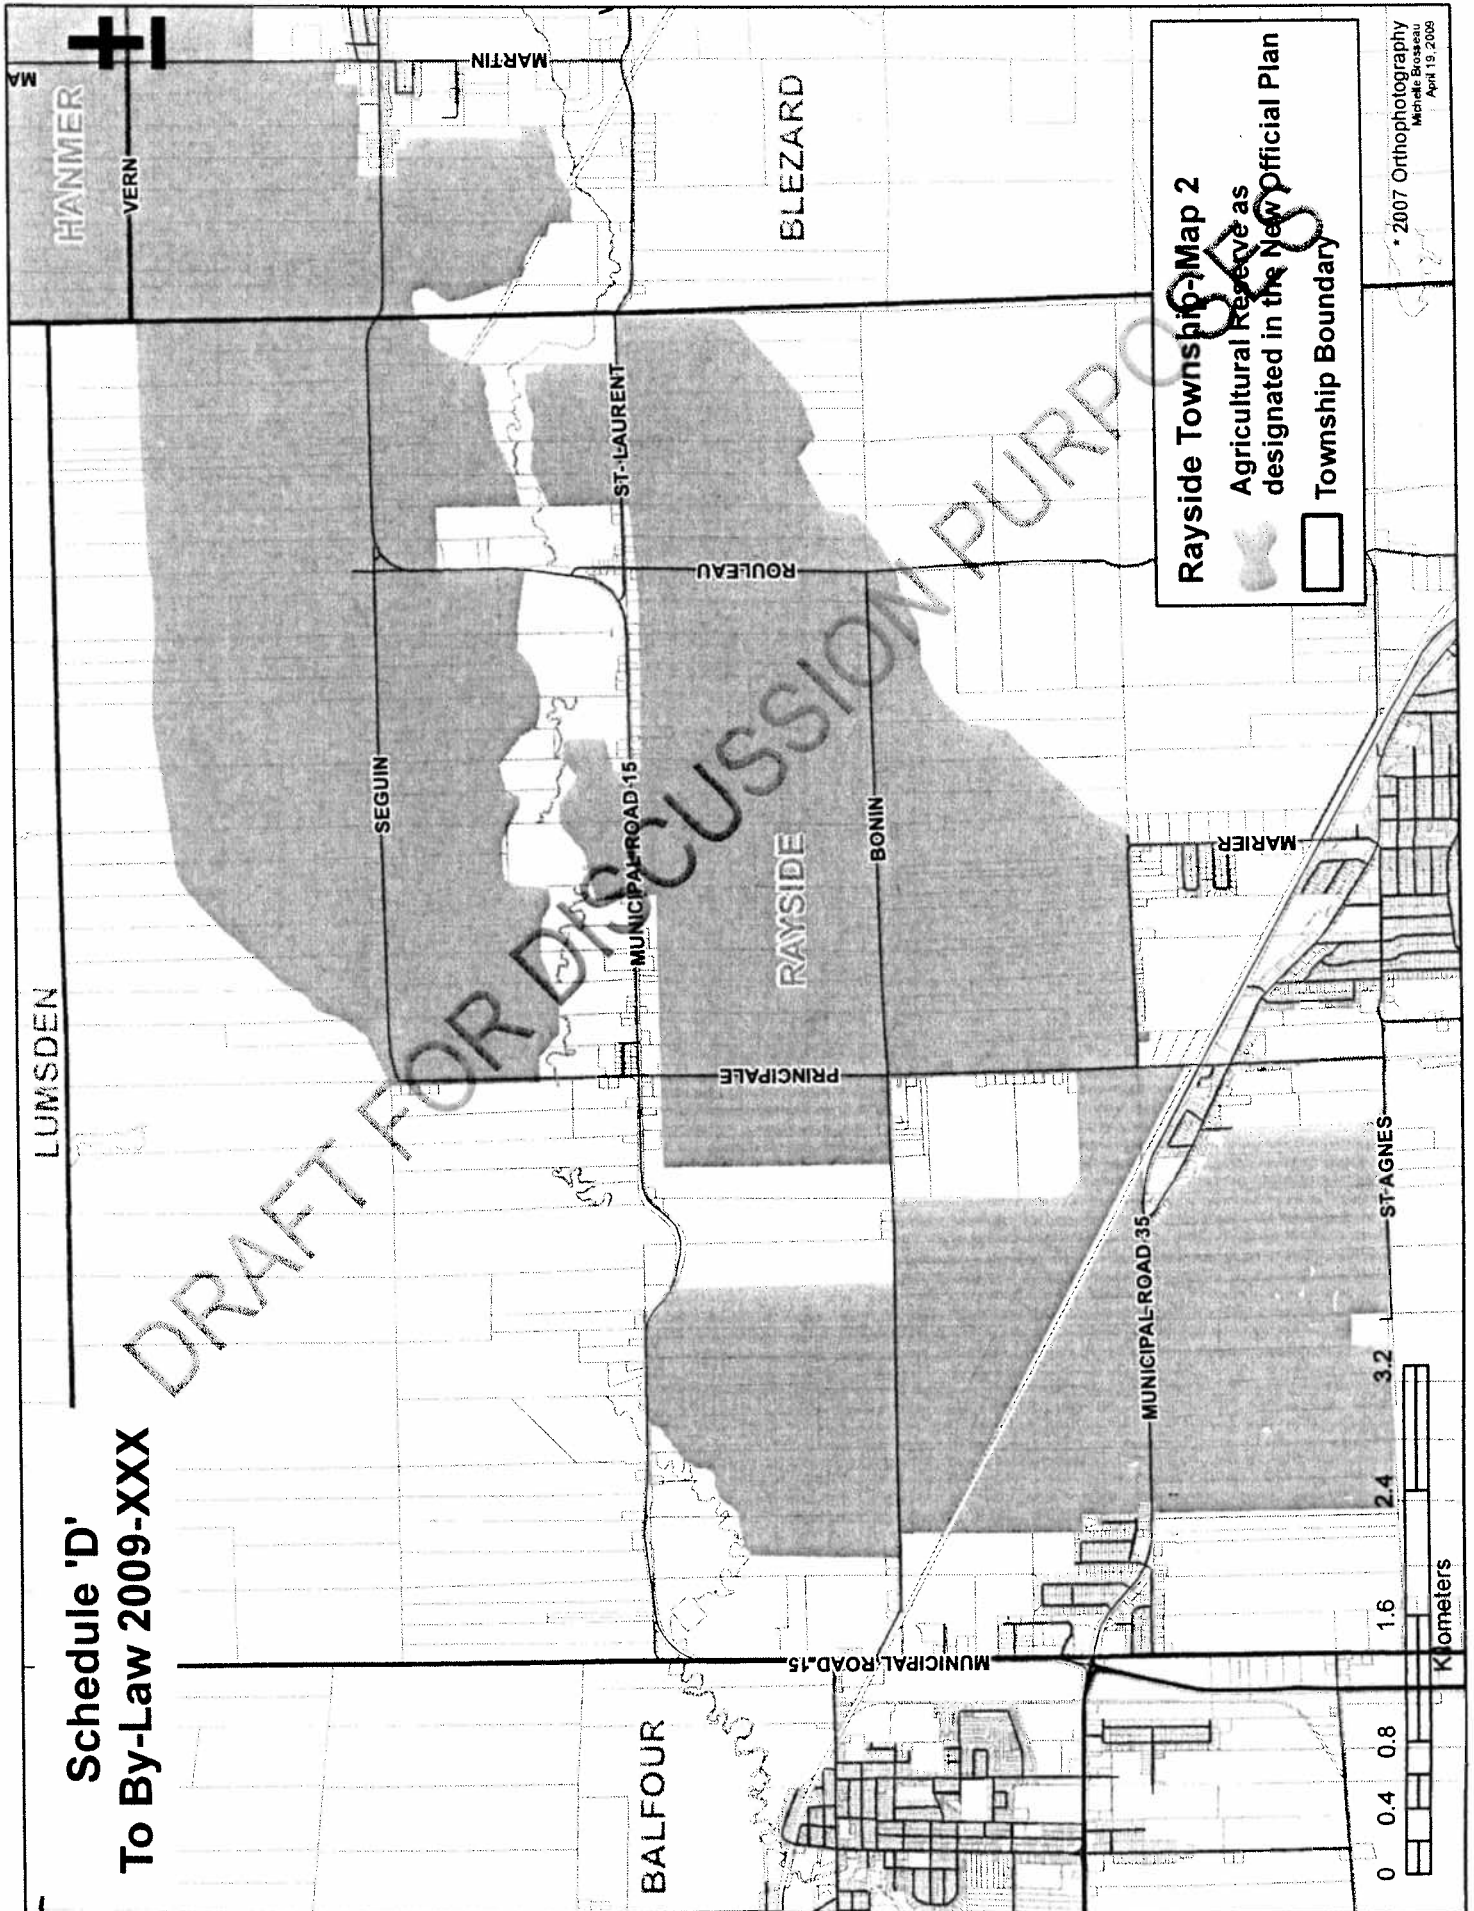 Schedule 'D'
To By-Law 2009-XXX
LUMSDEN
HANMER
MA
VERN
MARTIN
SEGUIN
ST-LAURENT
BLEZARD
MUNICIPAL-ROAD-15
ROULEAU
RAYSIDE
BONIN
PRINCIPALE
BALFOUR
MUNICIPAL ROAD-15
MARIER
MUNICIPAL-ROAD-35
ST-AGNES
DRAFT FOR DISCUSSION PURPOSES
Rayside Township-Map 2
Agricultural Reserve as
designated in the New Official Plan
Township Boundary
0 0.4 0.8 1.6 2.4 3.2
Kilometers
* 2007 Orthophotography
Michelle Brosseau
April 19, 2009